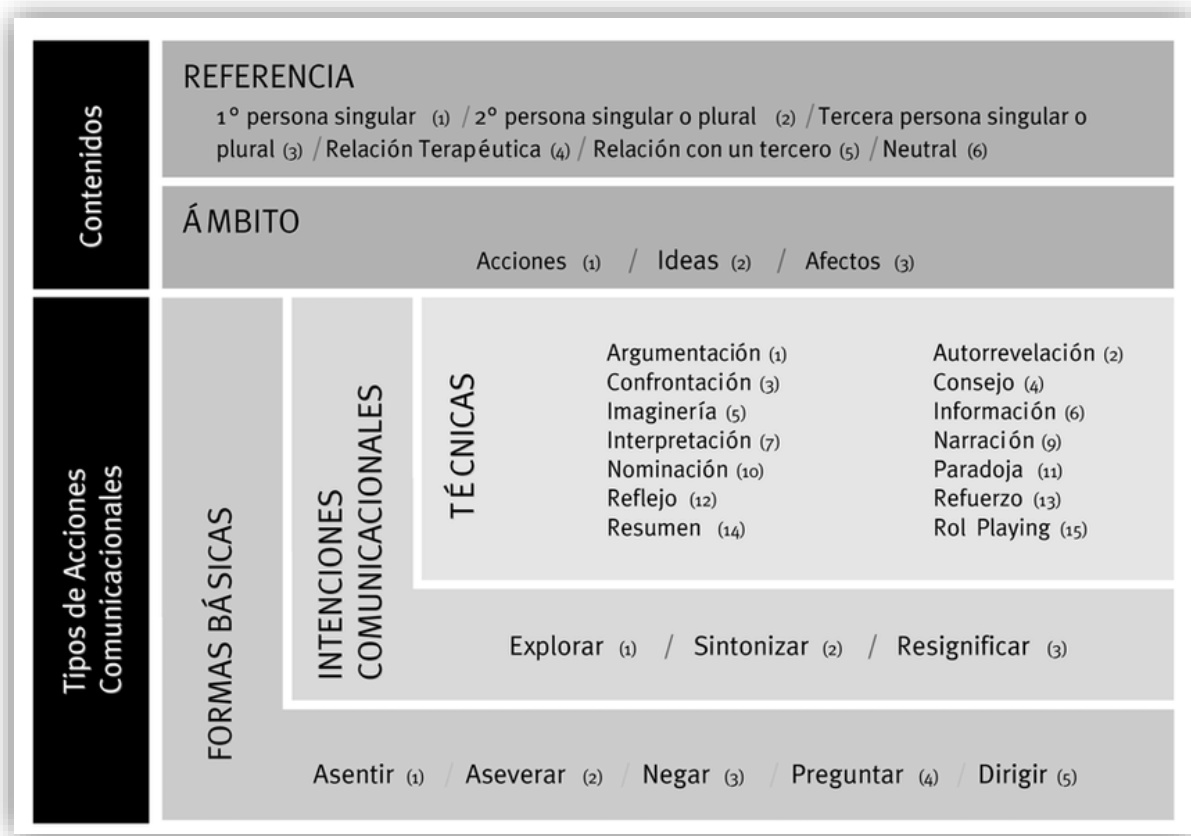 Contenidos
REFERENCIA
1° persona singular (1) / 2° persona singular o plural (2) / Tercera persona singular o
plural (3) / Relación Terapéutica (4) / Relación con un tercero (5) / Neutral (6)
ÁMBITO
Acciones (1) / Ideas (2) / Afectos (3)
Tipos de Acciones
Comunicacionales
FORMAS BÁSICAS
INTENCIONES
COMUNICACIONALES
TÉCNICAS
Argumentación (1) Autorrevelación (2)
Confrontación (3) Consejo (4)
Imaginería (5) Información (6)
Interpretación (7) Narración (9)
Nominación (10) Paradoja (11)
Reflejo (12) Refuerzo (13)
Resumen (14) Rol Playing (15)
Explorar (1) / Sintonizar (2) / Resignificar (3)
Asentir (1) / Aseverar (2) / Negar (3) / Preguntar (4) / Dirigir (5)